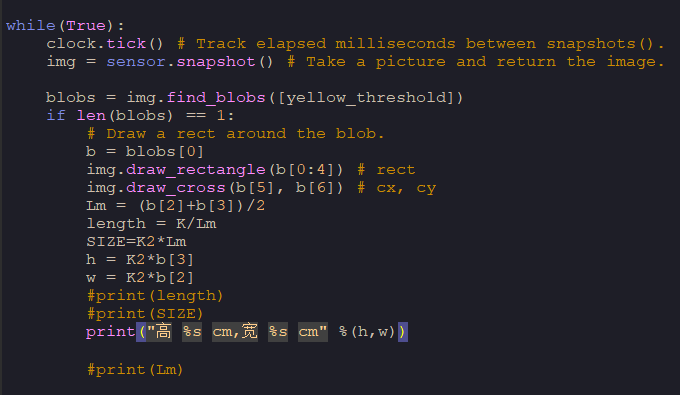 while(True):
    clock.tick() # Track elapsed milliseconds between snapshots().
    img = sensor.snapshot() # Take a picture and return the image.
    blobs = img.find_blobs([yellow_threshold])
    if len(blobs) == 1:
        # Draw a rect around the blob.
        b = blobs[0]
        img.draw_rectangle(b[0:4]) # rect
        img.draw_cross(b[5], b[6]) # cx, cy
        Lm = (b[2]+b[3])/2
        length = K/Lm
        SIZE=K2*Lm
        h = K2*b[3]
        w = K2*b[2]
        #print(length)
        #print(SIZE)
        print("高 %s cm,宽 %s cm" %(h,w))
        #print(Lm)